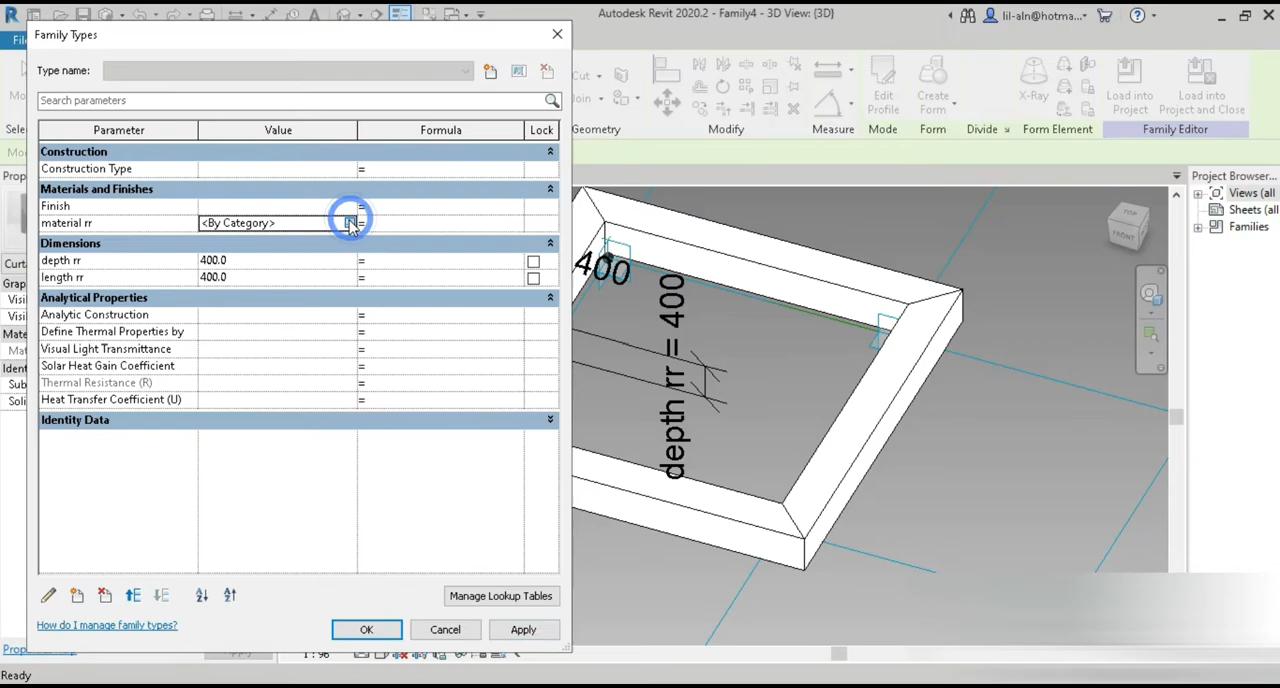 Autodesk Revit 2020.2 - Family4 - 3D View: {3D}
lil-aln@hotma...
Family Types
Type name:
Search parameters
Parameter Value Formula Lock
Construction
Construction Type =
Materials and Finishes
Finish =
material rr <By Category> =
Dimensions
depth rr 400.0 =
length rr 400.0 =
Analytical Properties
Analytic Construction =
Define Thermal Properties by =
Visual Light Transmittance =
Solar Heat Gain Coefficient =
Thermal Resistance (R) =
Heat Transfer Coefficient (U) =
Identity Data
Manage Lookup Tables
How do I manage family types?
OK Cancel Apply
Cut
Join
Geometry
Modify
Measure
Edit
Profile
Mode
Create
Form
Form
Divide
X-Ray
Form Element
Load into
Project
Load into
Project and Close
Family Editor
Project Browser...
Views (all
Sheets (all
Families
TOP
FRONT
400
depth rr = 400
1 : 96
Ready